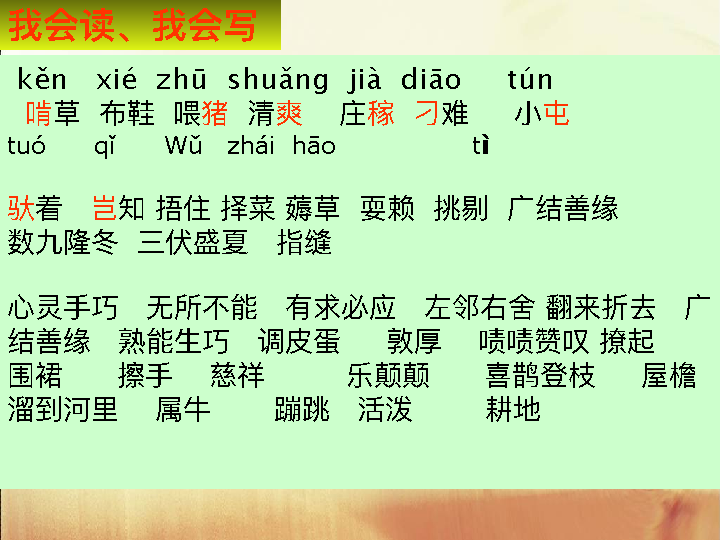 我会读、我会写
kěn xié zhū shuǎng jià diāo tún
啃草 布鞋 喂猪 清爽 庄稼 刁难 小屯
tuó qǐ Wǔ zhái hāo tì
驮着 岂知 捂住 择菜 薅草 耍赖 挑剔 广结善缘
数九隆冬 三伏盛夏 指缝
心灵手巧 无所不能 有求必应 左邻右舍 翻来折去 广
结善缘 熟能生巧 调皮蛋 敦厚 啧啧赞叹 撩起
围裙 擦手 慈祥 乐颠颠 喜鹊登枝 屋檐
溜到河里 属牛 蹦跳 活泼 耕地